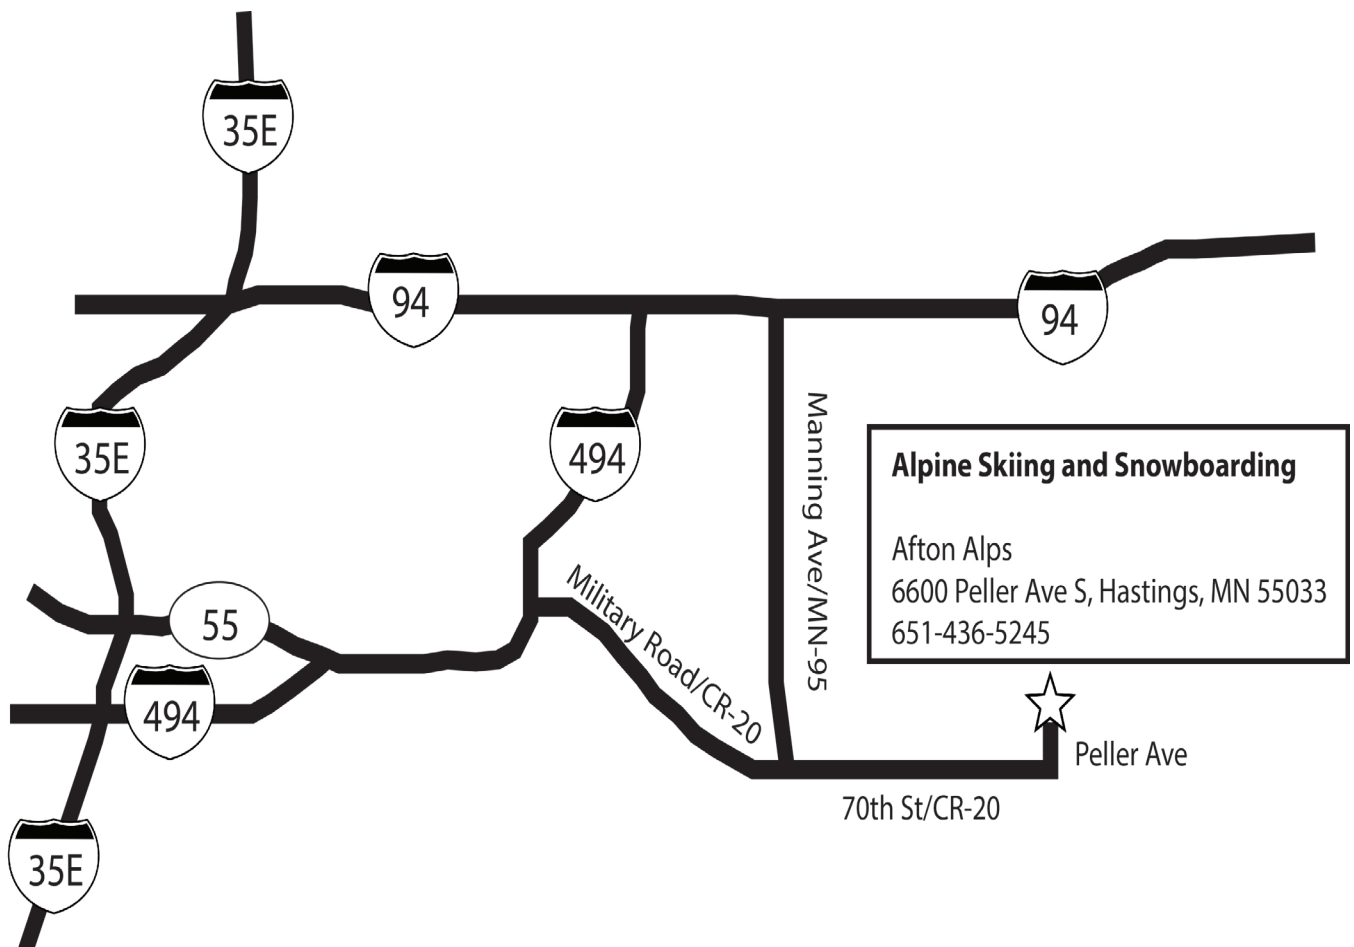 35E
94
94
35E
494
Manning Ave/MN-95
Alpine Skiing and Snowboarding
Afton Alps
6600 Peller Ave S, Hastings, MN 55033
651-436-5245
55
Military Road/CR-20
494
Peller Ave
70th St/CR-20
35E